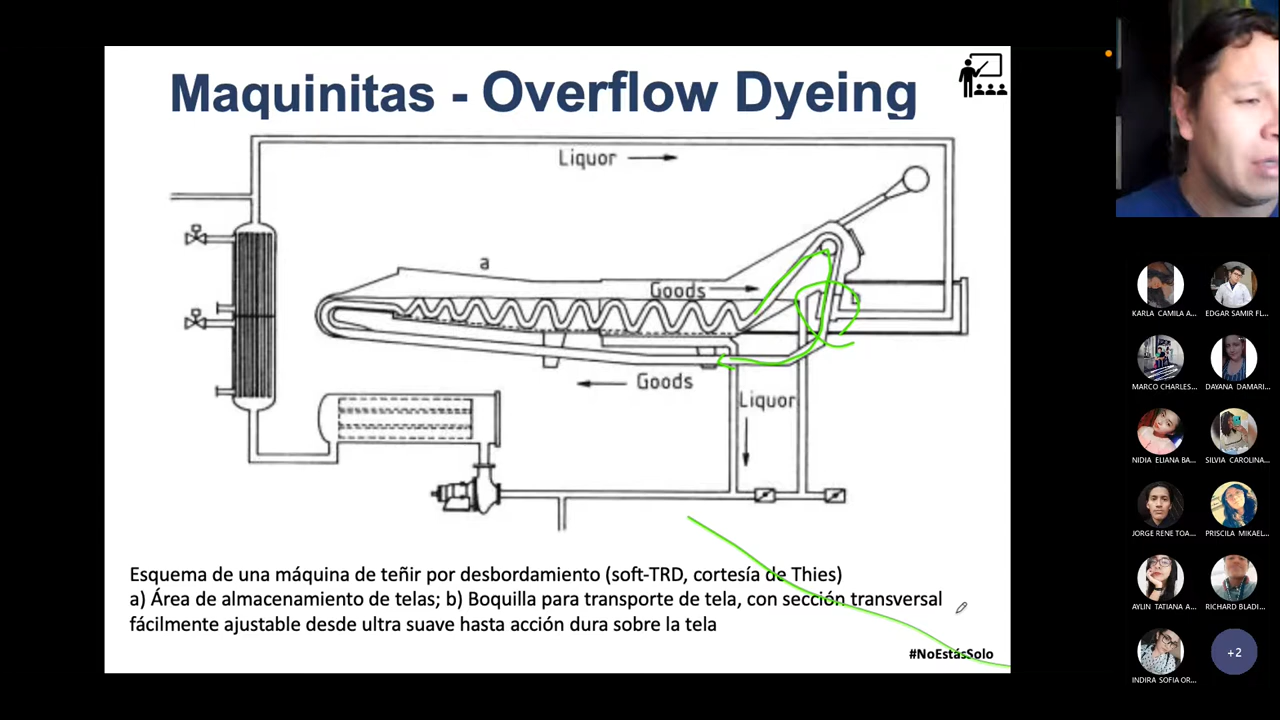 Maquinitas - Overflow Dyeing
Liquor
a
Goods
b
Goods
Liquor
Esquema de una máquina de teñir por desbordamiento (soft-TRD, cortesía de Thies)
a) Área de almacenamiento de telas; b) Boquilla para transporte de tela, con sección transversal
fácilmente ajustable desde ultra suave hasta acción dura sobre la tela
#NoEstásSolo
KARLA CAMILA A...
EDGAR SAMIR FL...
MARCO CHARLES...
DAYANA DAMARI...
NIDIA ELIANA BA...
SILVIA CAROLINA...
JORGE RENE TOA...
PRISCILA MIKAEL...
AYLIN TATIANA A...
RICHARD BLADI...
INDIRA SOFIA OR...
+2